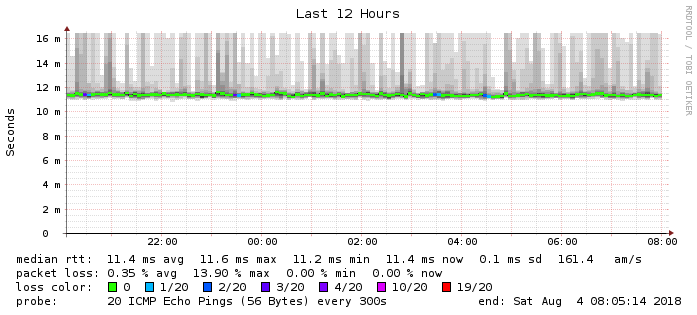 Last 12 Hours
RRDTOOL / TOBI OETIKER
Seconds
16 m
14 m
12 m
10 m
8 m
6 m
4 m
2 m
0
22:00 00:00 02:00 04:00 06:00 08:00
median rtt: 11.4 ms avg 11.6 ms max 11.2 ms min 11.4 ms now 0.1 ms sd 161.4 am/s
packet loss: 0.35 % avg 13.90 % max 0.00 % min 0.00 % now
loss color: 0 1/20 2/20 3/20 4/20 10/20 19/20
probe: 20 ICMP Echo Pings (56 Bytes) every 300s end: Sat Aug 4 08:05:14 2018